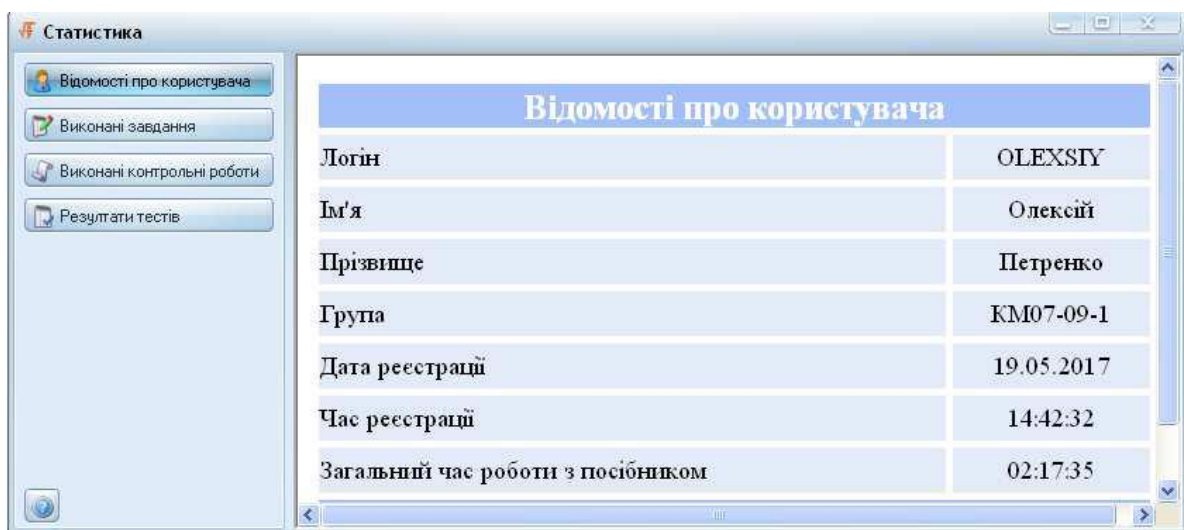 Статистика
Відомості про користувача
Виконані завдання
Виконані контрольні роботи
Резултати тестів
Відомості про користувача
Логін OLEXSIY
Ім'я Олексій
Прізвище Петренко
Група КМ07-09-1
Дата реєстрації 19.05.2017
Час реєстрації 14:42:32
Загальний час роботи з посібником 02:17:35